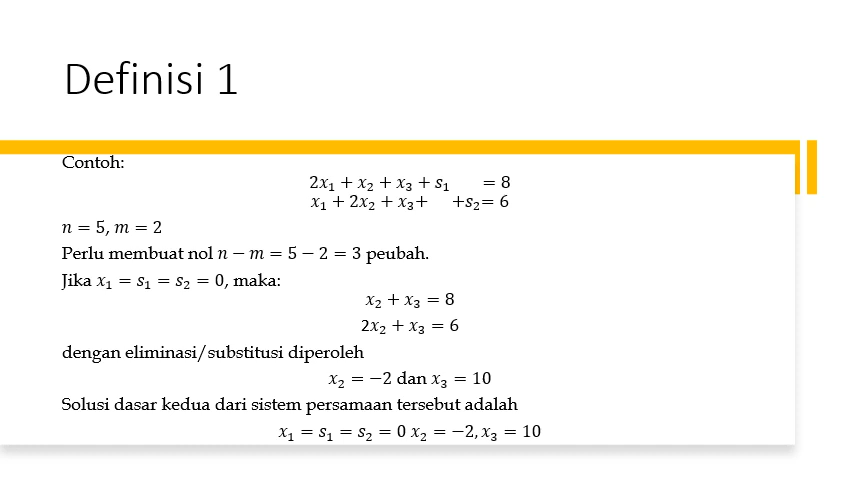 Definisi 1
Contoh:
2x₁ + x₂ + x₃ + s₁ = 8
x₁ + 2x₂ + x₃+ +s₂= 6
n = 5, m = 2
Perlu membuat nol n − m = 5 − 2 = 3 peubah.
Jika x₁ = s₁ = s₂ = 0, maka:
x₂ + x₃ = 8
2x₂ + x₃ = 6
dengan eliminasi/substitusi diperoleh
x₂ = −2 dan x₃ = 10
Solusi dasar kedua dari sistem persamaan tersebut adalah
x₁ = s₁ = s₂ = 0 x₂ = −2, x₃ = 10